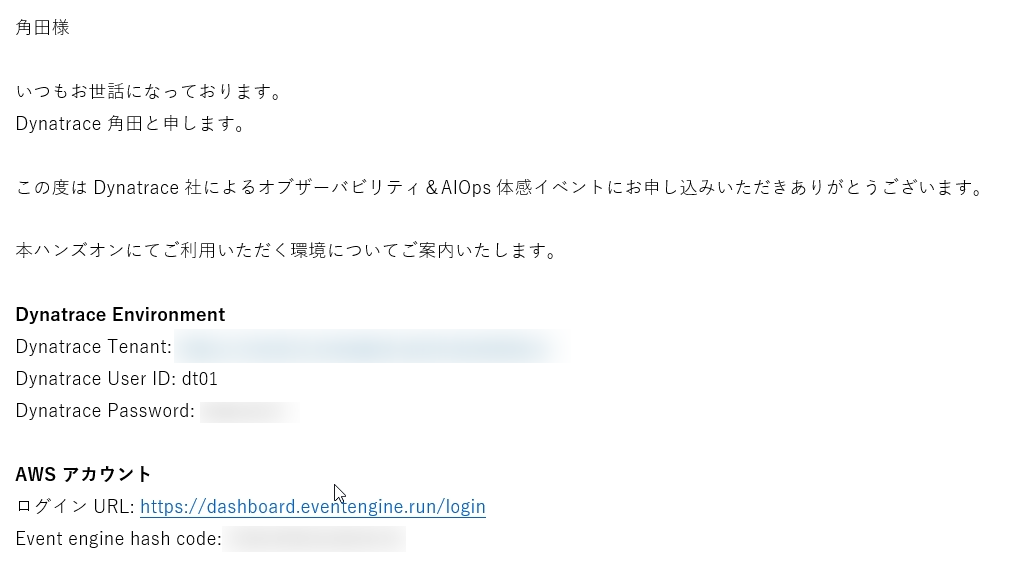 角田様
いつもお世話になっております。
Dynatrace 角田と申します。
この度は Dynatrace 社によるオブザーバビリティ＆AIOps 体感イベントにお申し込みいただきありがとうございます。
本ハンズオンにてご利用いただく環境についてご案内いたします。
Dynatrace Environment
Dynatrace Tenant:
Dynatrace User ID: dt01
Dynatrace Password:
AWS アカウント
ログイン URL: https://dashboard.eventengine.run/login
Event engine hash code: